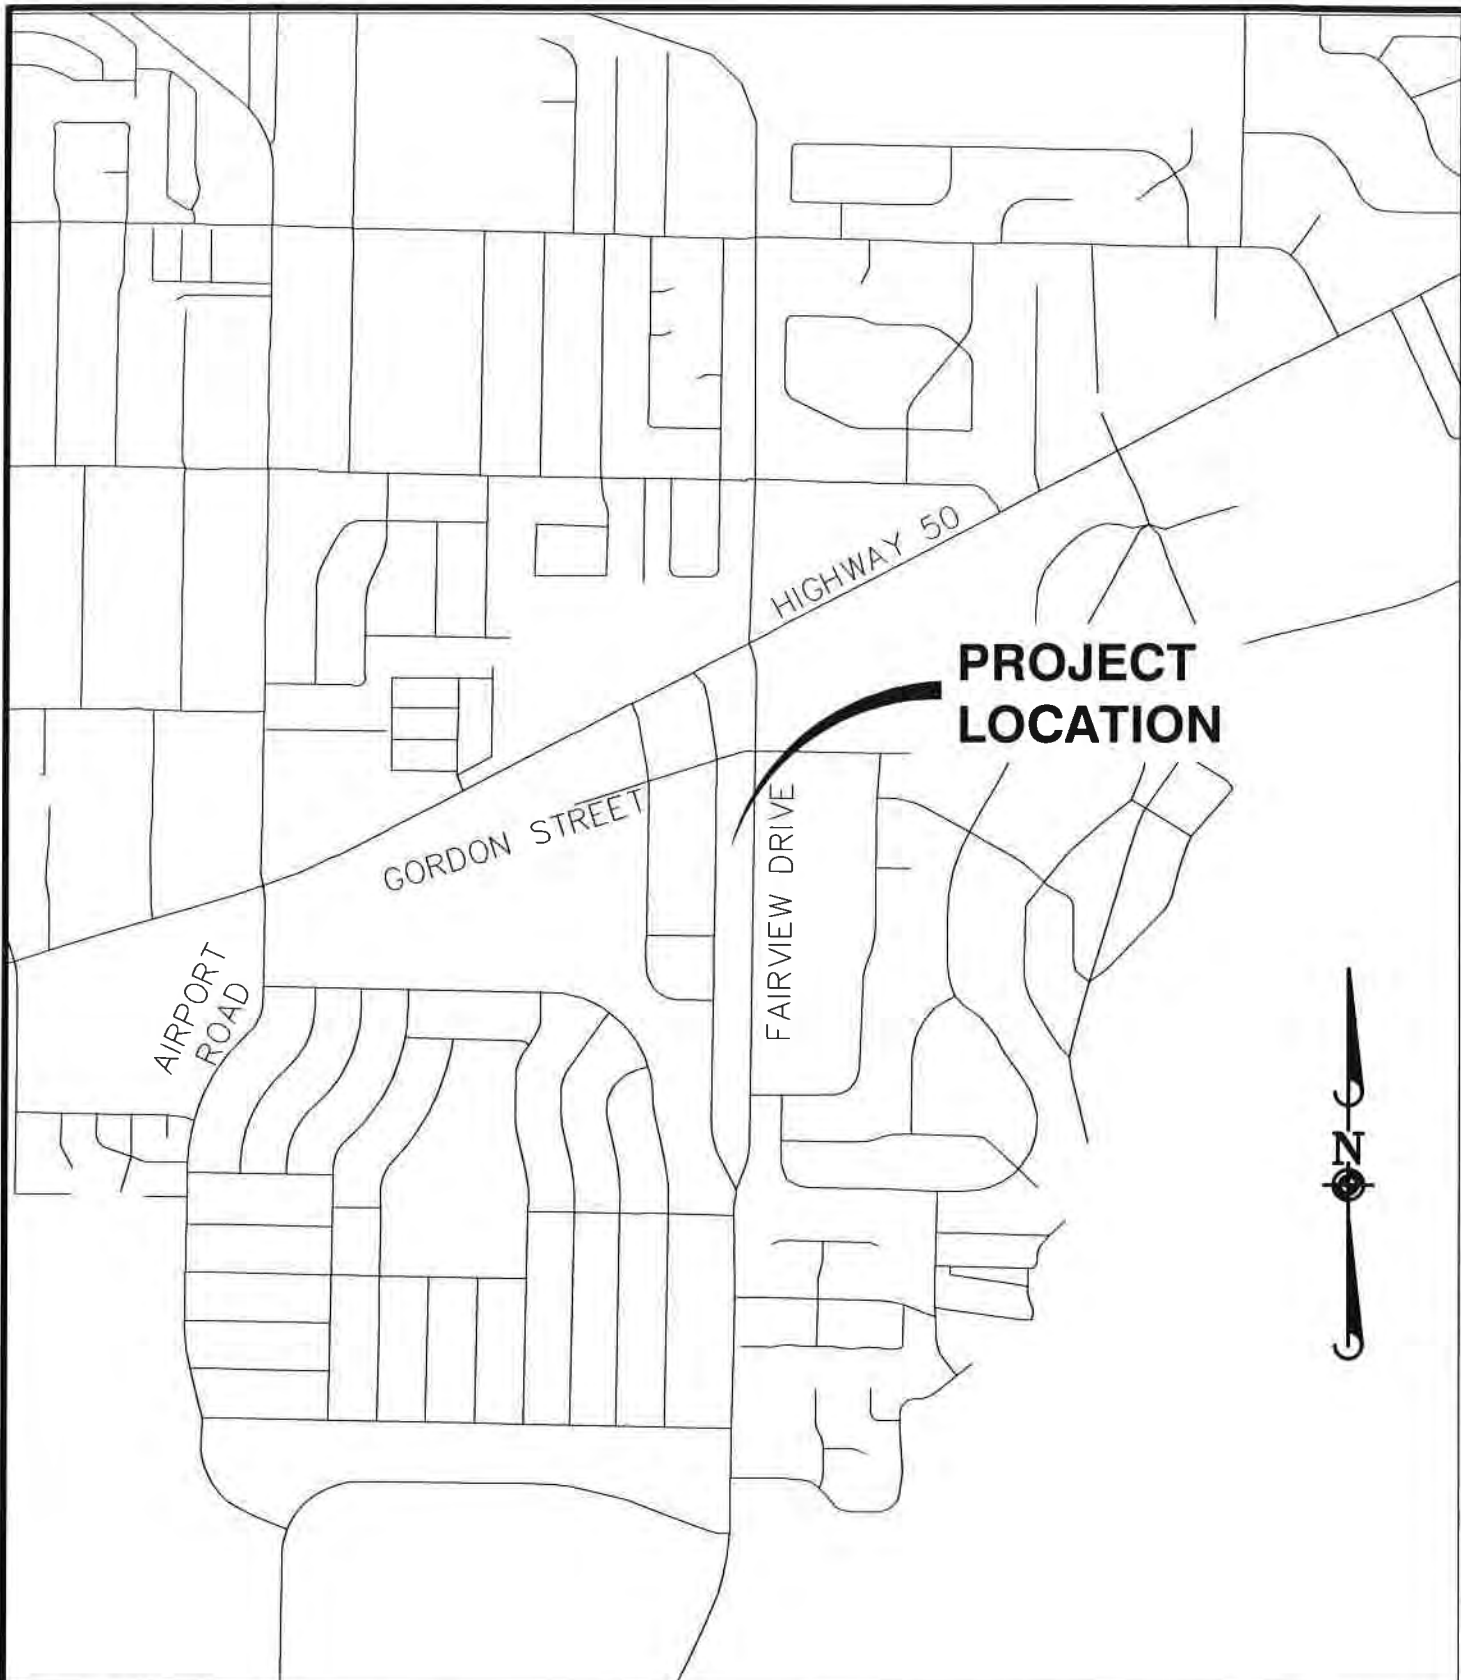 HIGHWAY 50
PROJECT
LOCATION
GORDON STREET
FAIRVIEW DRIVE
AIRPORT
ROAD
N